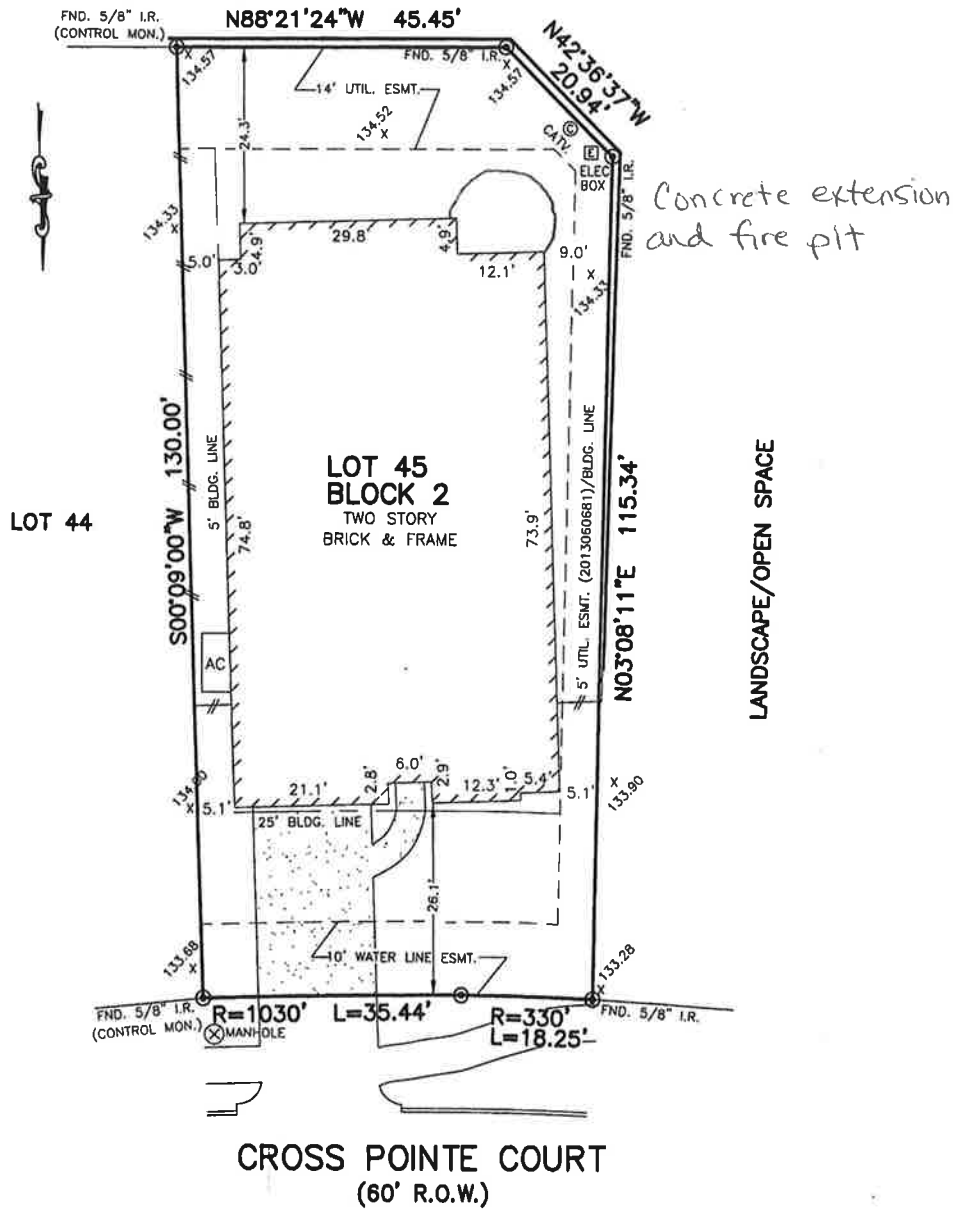 FND. 5/8" I.R.
(CONTROL MON.)
N88°21'24"W 45.45'
FND. 5/8" I.R.
N42°36'37"W
20.94'
134.57
134.57
14' UTIL. ESMT.
134.52
24.3'
CATV.
C
E
ELEC
BOX
FND. 5/8" I.R.
Concrete extension
and fire pit
134.33
29.8'
4.9'
4.9'
5.0'
3.0'
12.1'
9.0'
134.33
S00°09'00"W 130.00'
5' BLDG. LINE
LOT 44
LOT 45
BLOCK 2
TWO STORY
BRICK & FRAME
74.8'
73.9'
5' UTIL. ESMT. (2013060681)/BLDG. LINE
N03°08'11"E 115.34'
LANDSCAPE/OPEN SPACE
AC
6.0'
21.1'
2.8'
2.9'
12.3'
1.0'
5.4'
5.1'
5.1'
133.90
25' BLDG. LINE
26.1'
133.68
10' WATER LINE ESMT.
133.28
FND. 5/8" I.R.
(CONTROL MON.)
R=1030' L=35.44'
R=330'
L=18.25'
FND. 5/8" I.R.
MANHOLE
CROSS POINTE COURT
(60' R.O.W.)